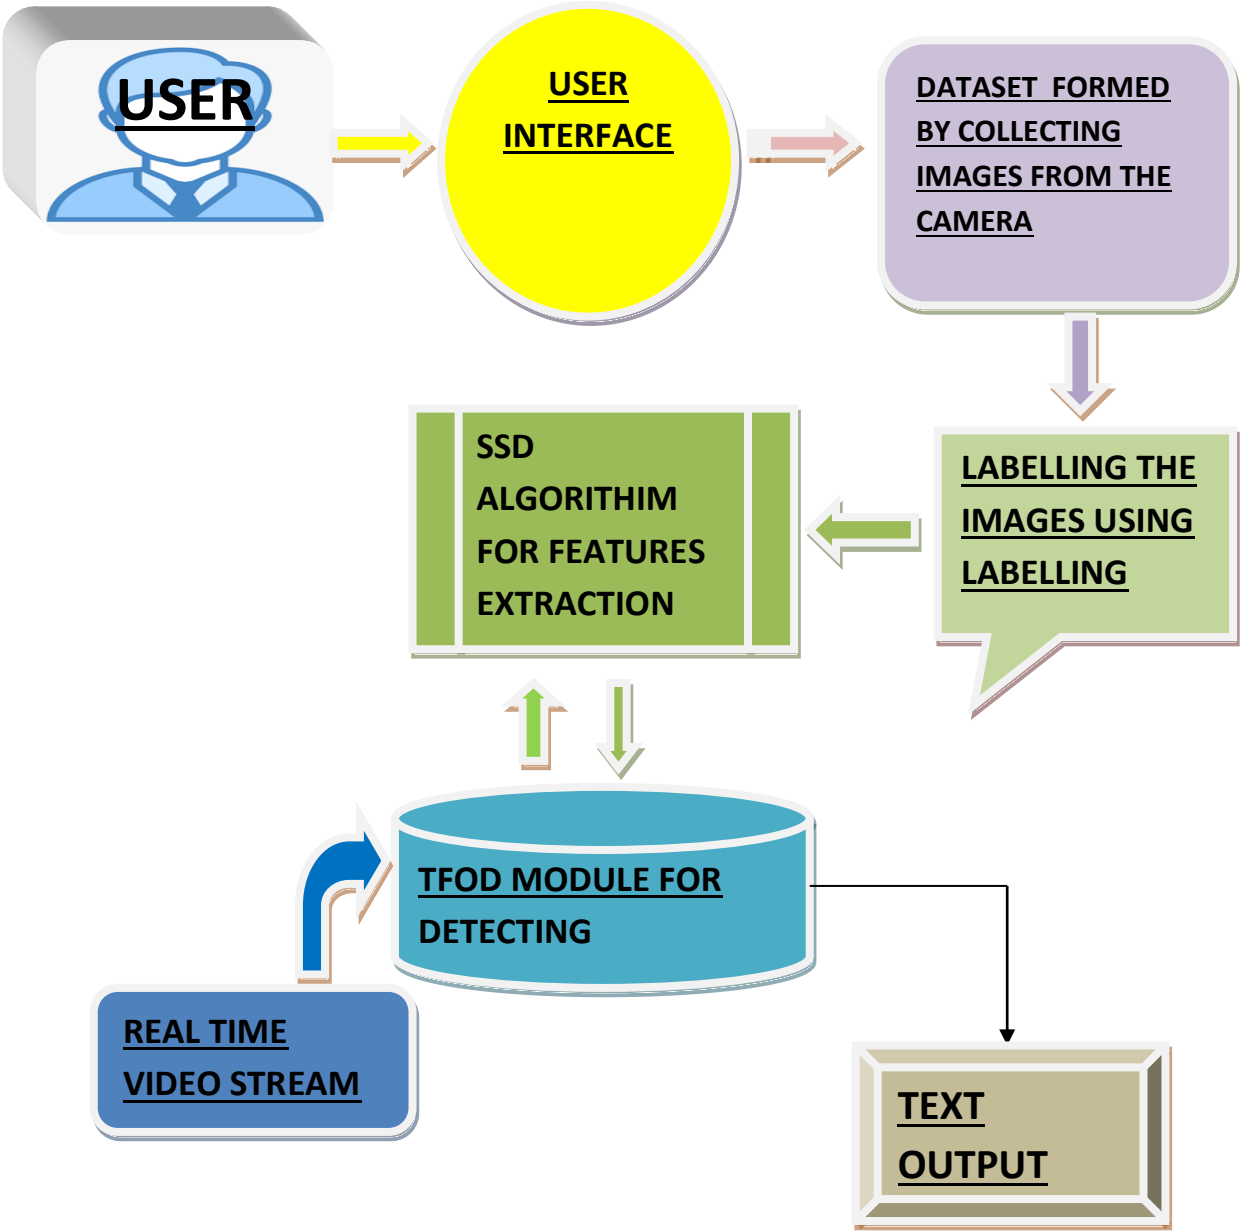 USER
USER
INTERFACE
DATASET FORMED
BY COLLECTING
IMAGES FROM THE
CAMERA
LABELLING THE
IMAGES USING
LABELLING
SSD
ALGORITHIM
FOR FEATURES
EXTRACTION
TFOD MODULE FOR
DETECTING
REAL TIME
VIDEO STREAM
TEXT
OUTPUT